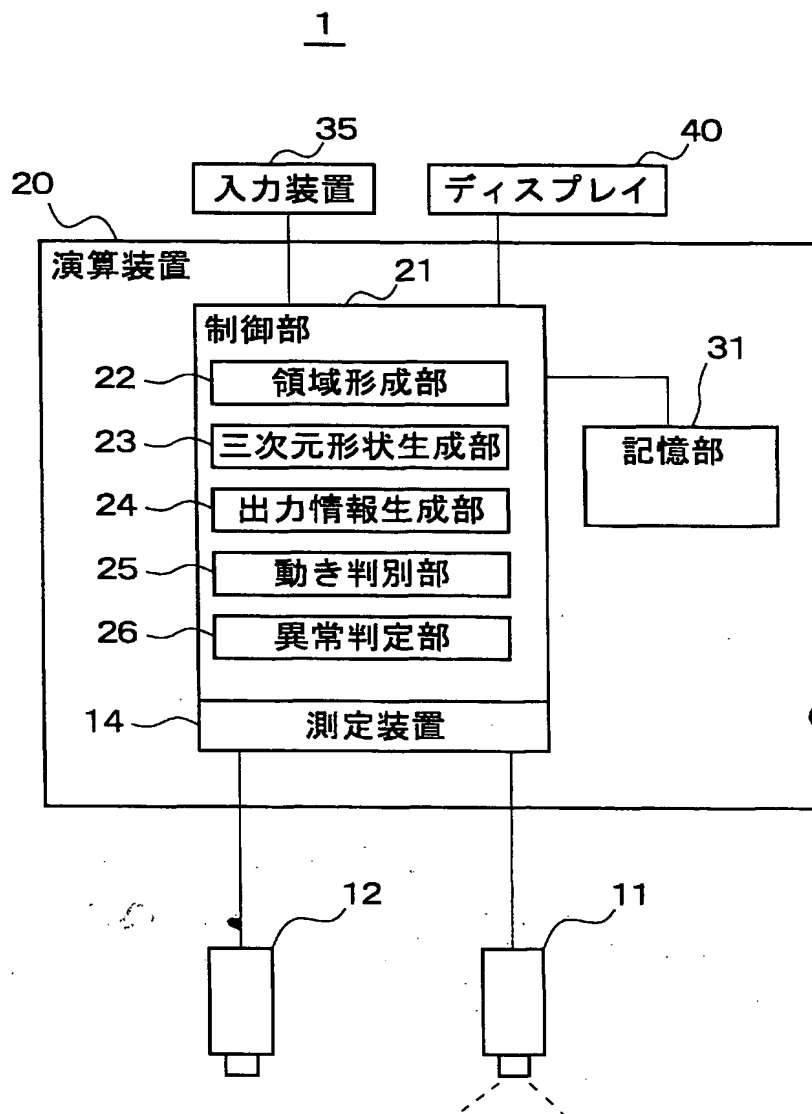 1
35
40
20
入力装置
ディスプレイ
演算装置
21
制御部
31
22
領域形成部
23
三次元形状生成部
記憶部
24
出力情報生成部
25
動き判別部
26
異常判定部
14
測定装置
12
11